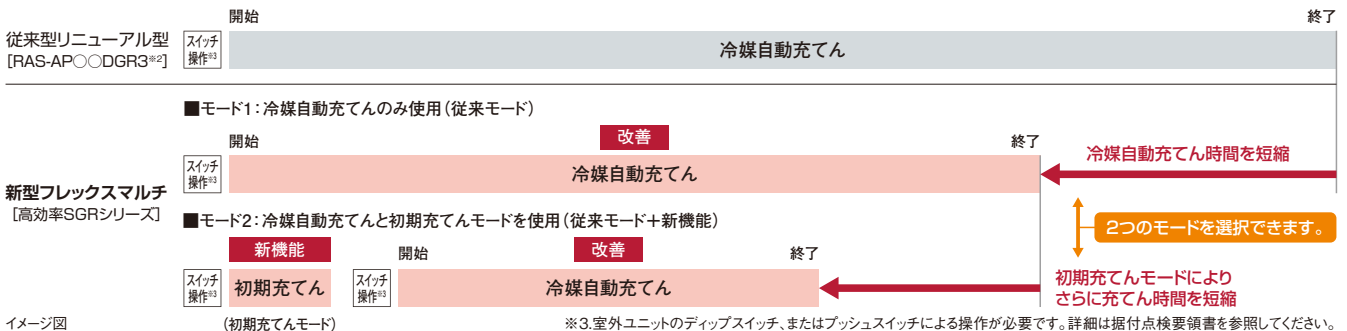 開始
終了
従来型リニューアル型
[RAS-AP○○DGR3※2]
スイッチ
操作※3
冷媒自動充てん
■モード1：冷媒自動充てんのみ使用（従来モード）
開始
改善
終了
スイッチ
操作※3
冷媒自動充てん
冷媒自動充てん時間を短縮
新型フレックスマルチ
[高効率SGRシリーズ]
■モード2：冷媒自動充てんと初期充てんモードを使用（従来モード＋新機能）
2つのモードを選択できます。
新機能
開始
改善
終了
スイッチ
操作※3
初期充てん
スイッチ
操作※3
冷媒自動充てん
初期充てんモードにより
さらに充てん時間を短縮
イメージ図
（初期充てんモード）
※3.室外ユニットのディップスイッチ、またはプッシュスイッチによる操作が必要です。詳細は据付点検要領書を参照してください。